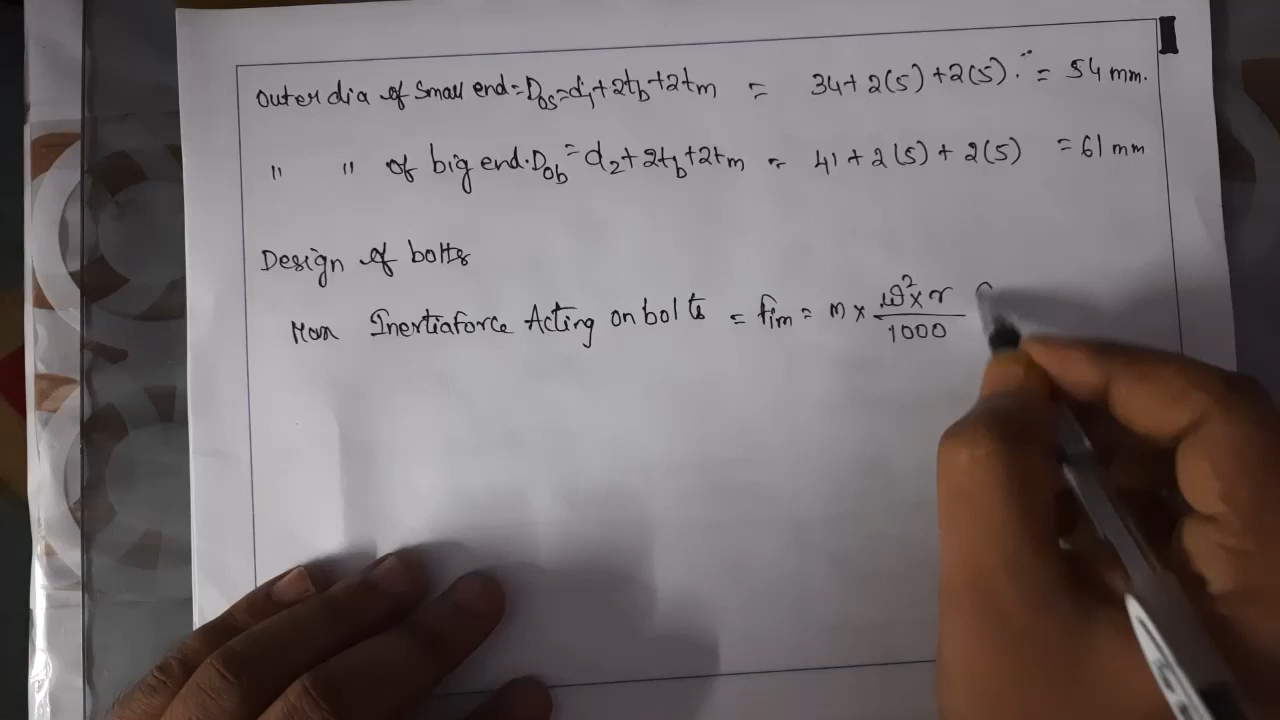 Outer dia of Small end = Dos = d1 + 2tb + 2tm = 34 + 2(5) + 2(5) = 54 mm.
" " of big end. Dob = d2 + 2tb + 2tm = 41 + 2(5) + 2(5) = 61 mm
Design of bolts
Max Inertiaforce Acting on bolts = fim = m × ω² × r / 1000